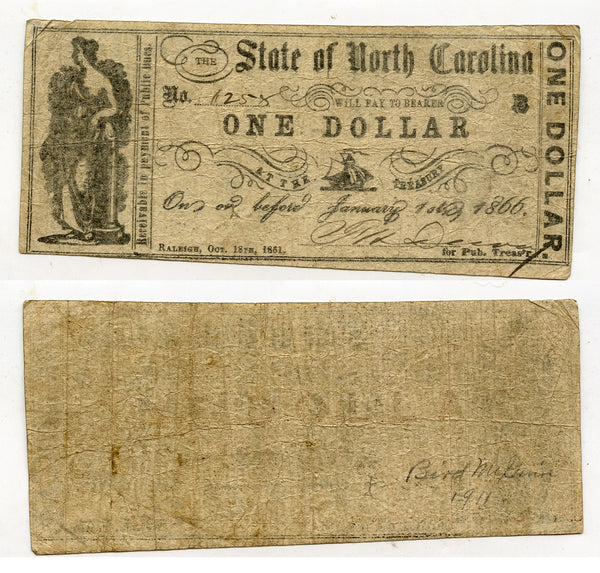 THE State of North Carolina
No. 1258
WILL PAY TO BEARER
B
ONE DOLLAR
AT THE TREASURY
On or before January 1st, 1866.
RALEIGH, OCT. 18TH, 1861.
for Pub. Treas'r
Receivable in Payment of Public Dues.
ONE DOLLAR.
Bird
1911